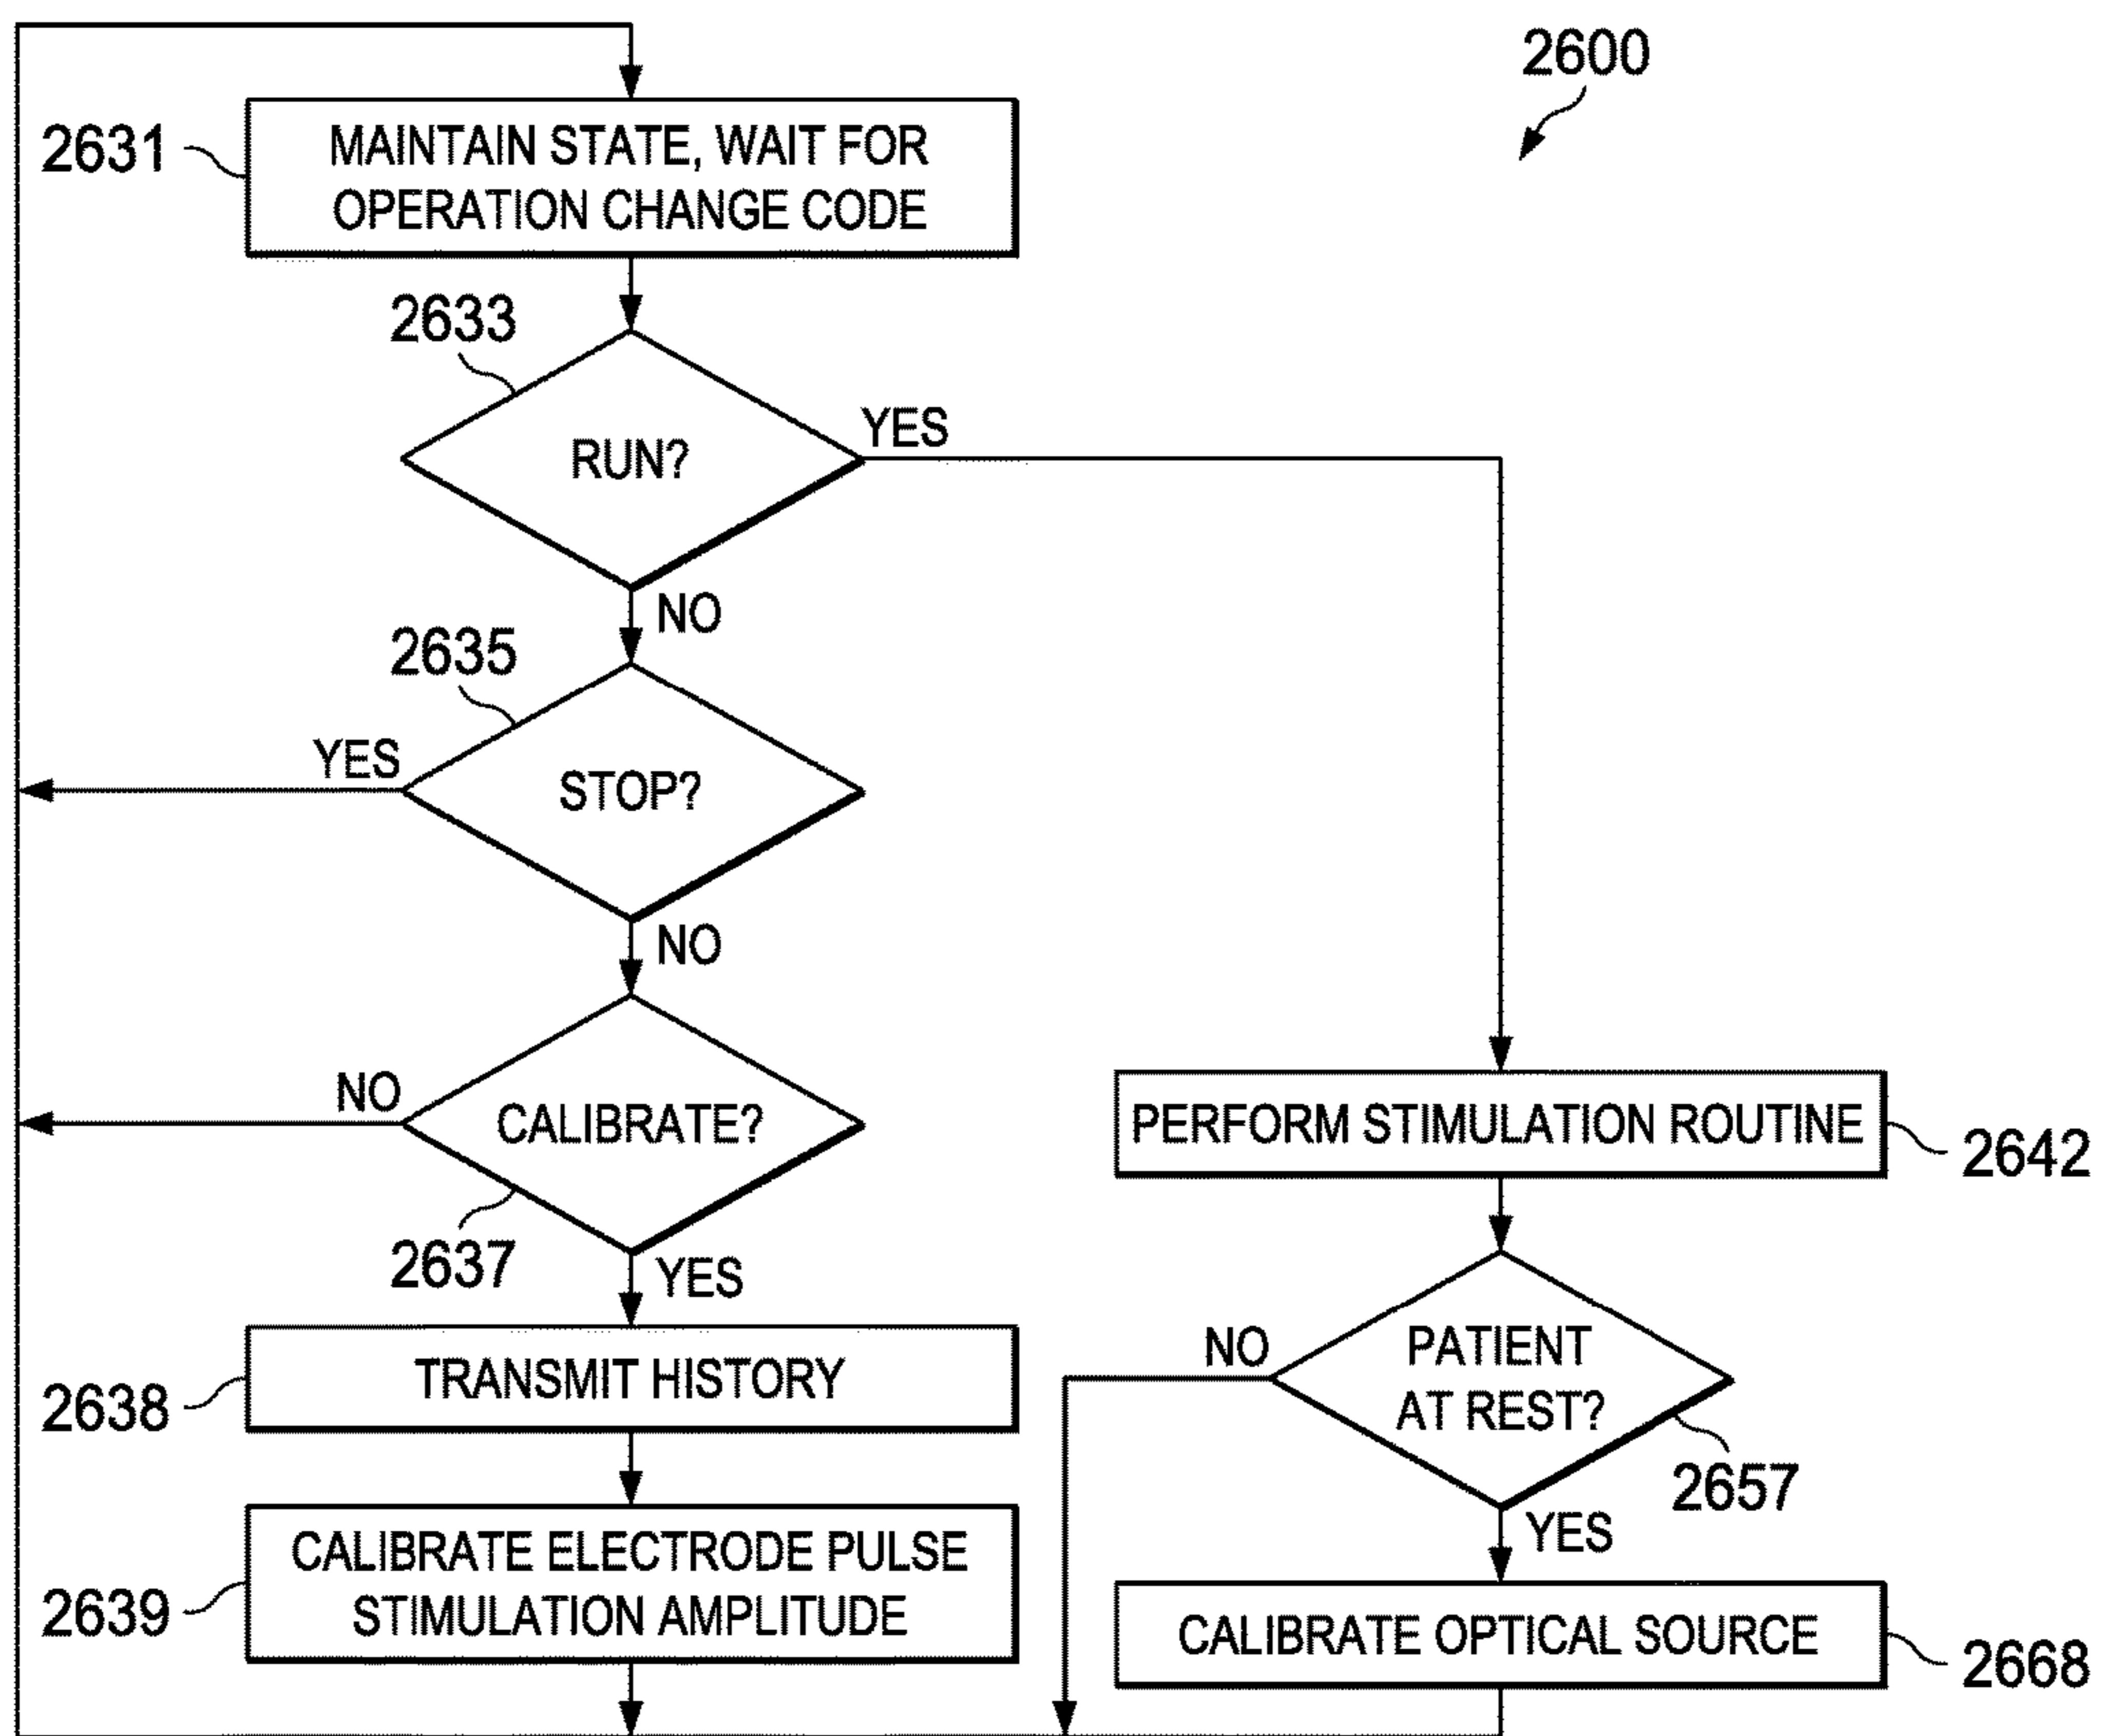 2600
2631
MAINTAIN STATE, WAIT FOR
OPERATION CHANGE CODE
2633
RUN?
YES
NO
2635
YES
STOP?
NO
NO
CALIBRATE?
2637
YES
PERFORM STIMULATION ROUTINE
2642
2638
TRANSMIT HISTORY
NO
PATIENT
AT REST?
2657
YES
2639
CALIBRATE ELECTRODE PULSE
STIMULATION AMPLITUDE
CALIBRATE OPTICAL SOURCE
2668